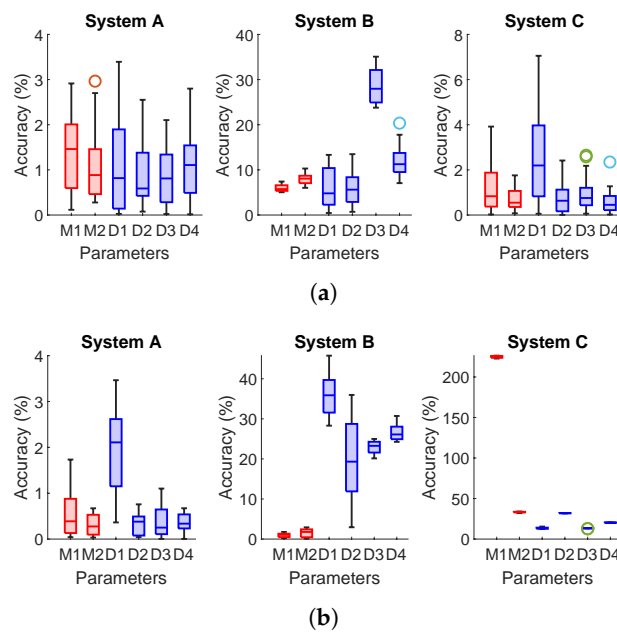 System A
System B
System C
Accuracy (%)
4
3
2
1
0
M1 M2 D1 D2 D3 D4
Parameters
Accuracy (%)
40
30
20
10
0
M1 M2 D1 D2 D3 D4
Parameters
Accuracy (%)
8
6
4
2
0
M1 M2 D1 D2 D3 D4
Parameters
(a)
System A
System B
System C
Accuracy (%)
4
3
2
1
0
M1 M2 D1 D2 D3 D4
Parameters
Accuracy (%)
40
30
20
10
0
M1 M2 D1 D2 D3 D4
Parameters
Accuracy (%)
200
150
100
50
0
M1 M2 D1 D2 D3 D4
Parameters
(b)